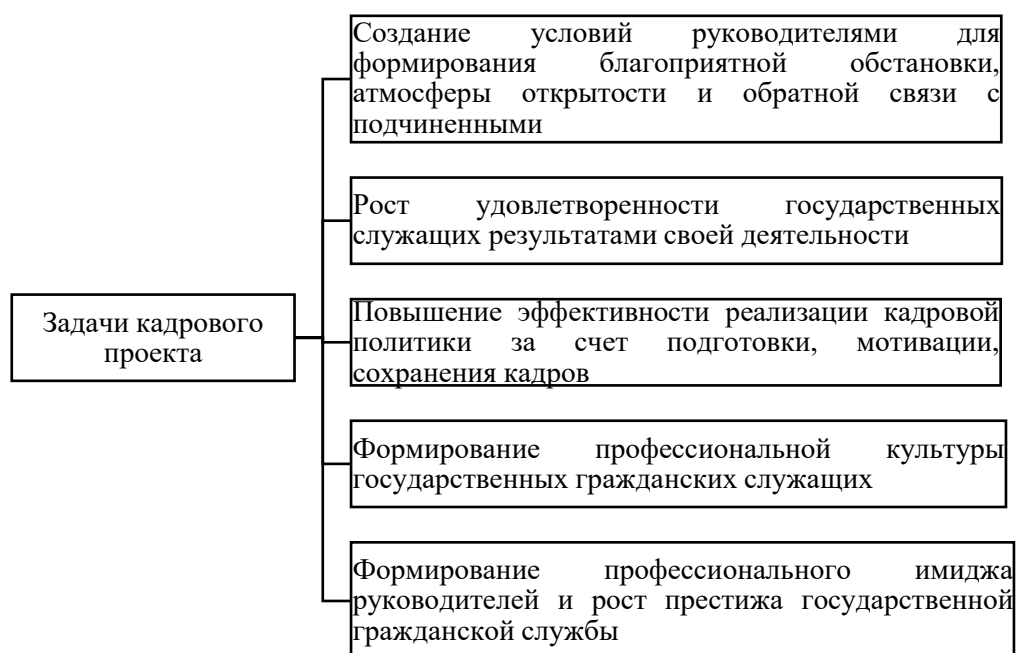 Создание условий руководителями для
формирования благоприятной обстановки,
атмосферы открытости и обратной связи с
подчиненными
Рост удовлетворенности государственных
служащих результатами своей деятельности
Задачи кадрового
проекта
Повышение эффективности реализации кадровой
политики за счет подготовки, мотивации,
сохранения кадров
Формирование профессиональной культуры
государственных гражданских служащих
Формирование профессионального имиджа
руководителей и рост престижа государственной
гражданской службы